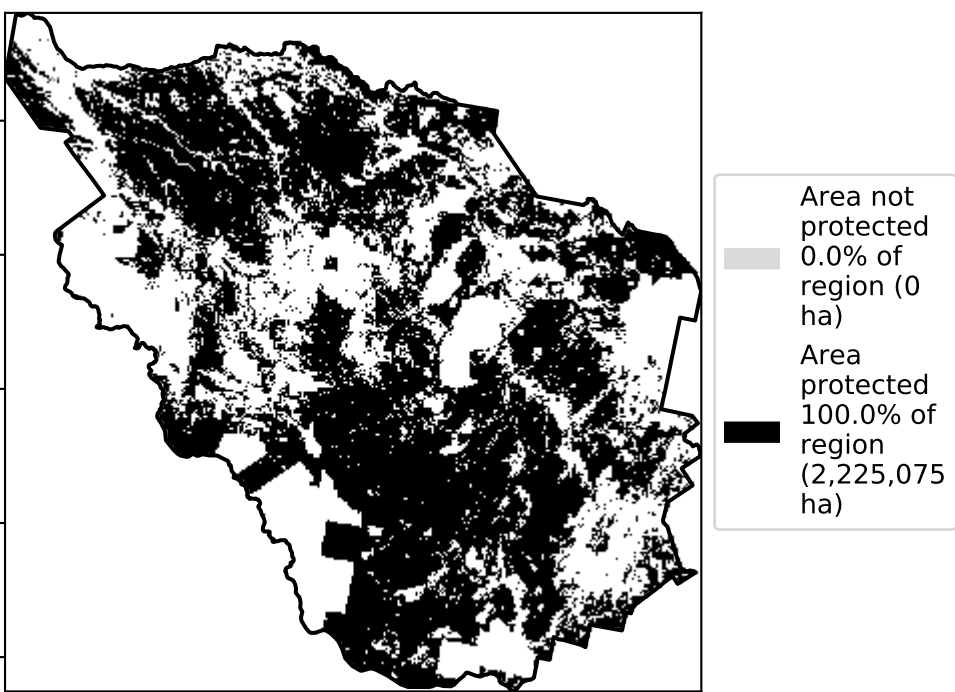 Area not
protected
0.0% of
region (0
ha)
Area
protected
100.0% of
region
(2,225,075
ha)